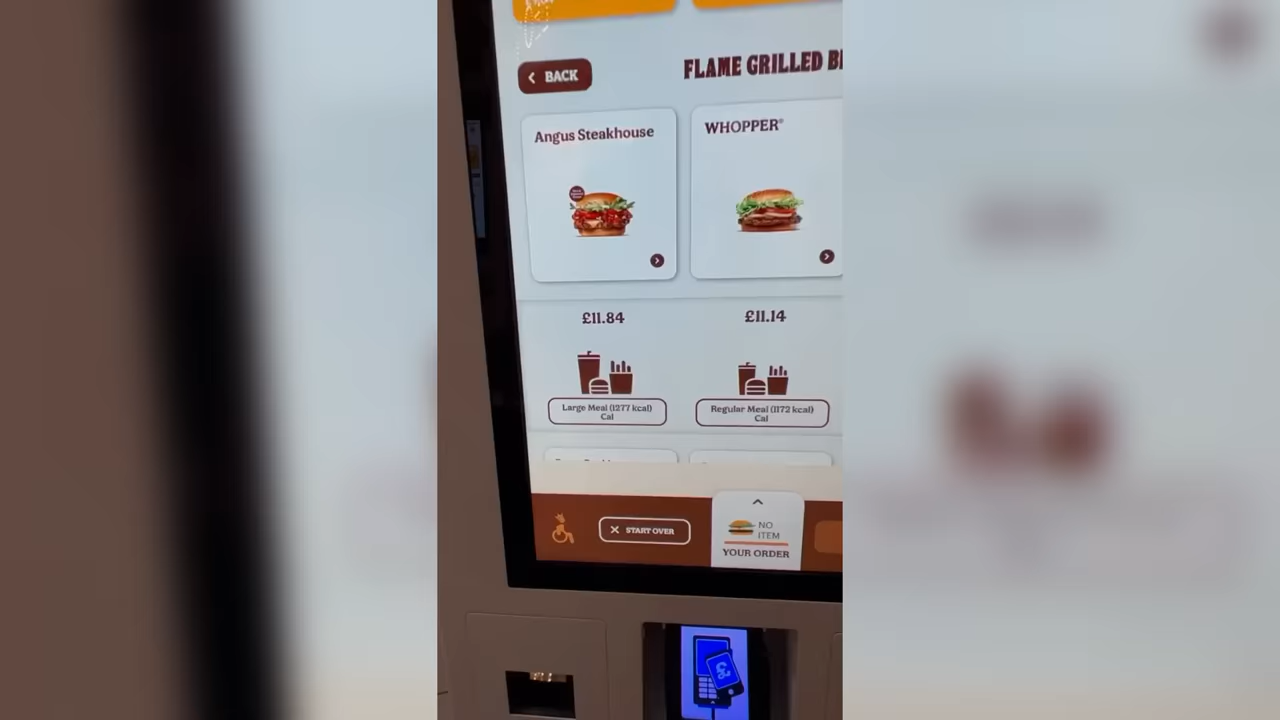 BACK
FLAME GRILLED
Angus Steakhouse
WHOPPER®
£11.84
£11.14
Large Meal (1277 kcal)
Cal
Regular Meal (1172 kcal)
Cal
START OVER
NO
ITEM
YOUR ORDER
£